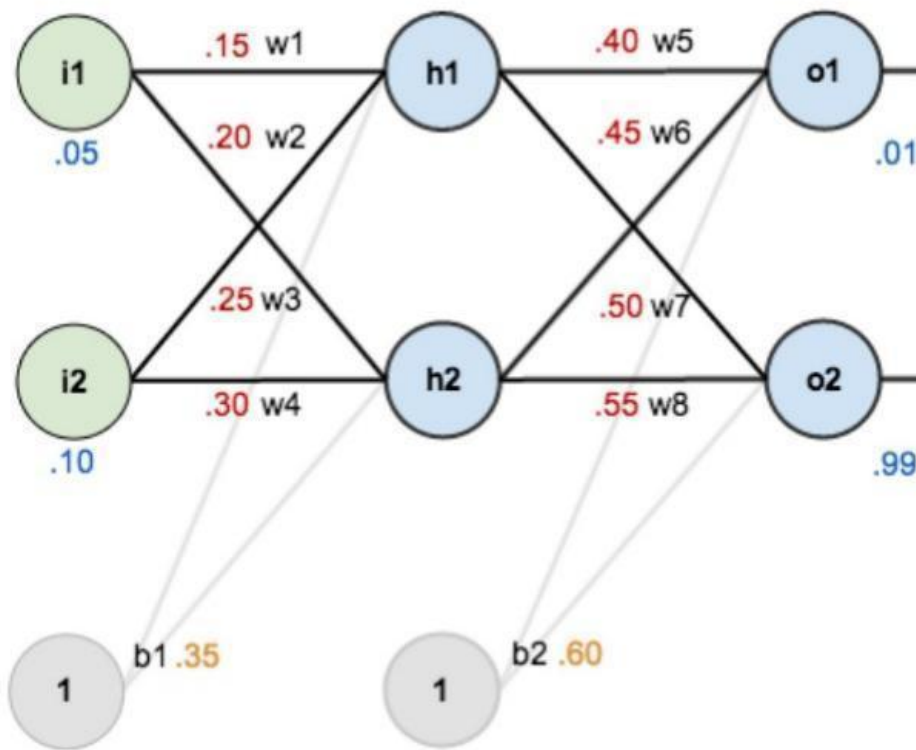 .15 w1
.40 w5
i1
h1
o1
.20 w2
.45 w6
.05
.01
.25 w3
.50 w7
i2
h2
o2
.30 w4
.55 w8
.10
.99
b1 .35
b2 .60
1
1